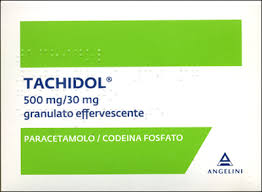 TACHIDOL®
500 mg/30 mg
granulato effervescente
PARACETAMOLO / CODEINA FOSFATO
ANGELINI